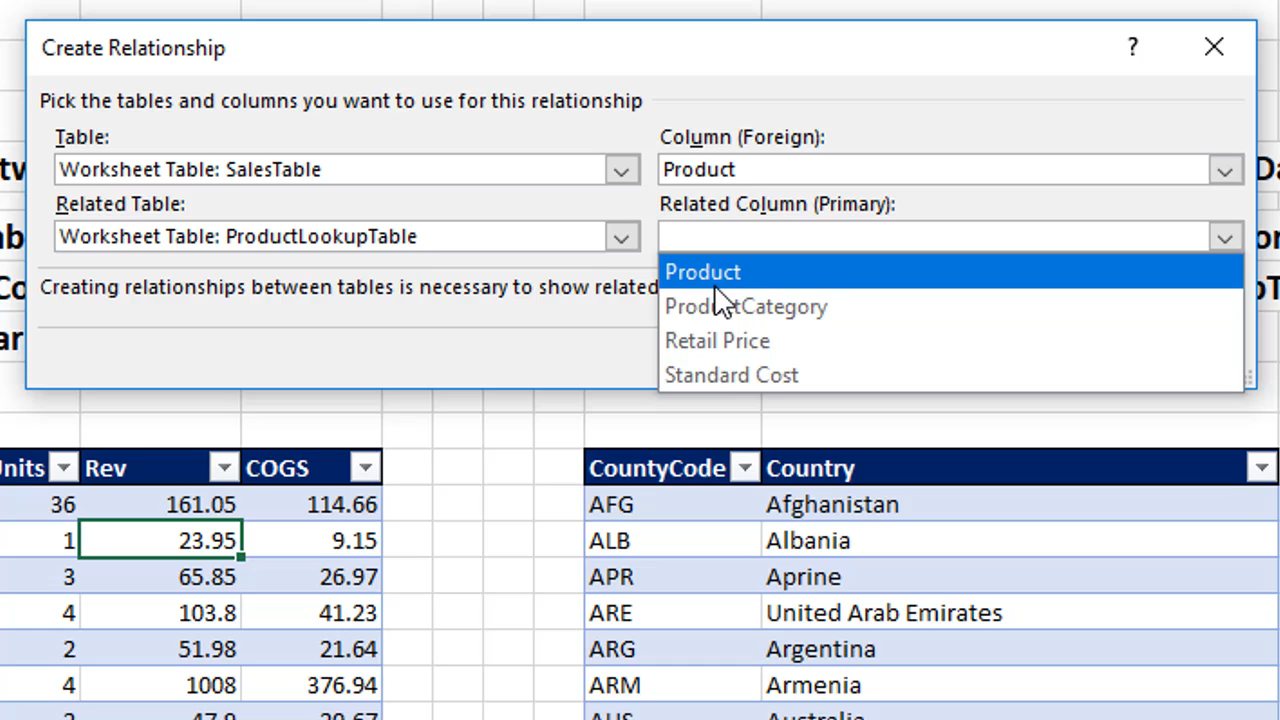 Create Relationship ?
Pick the tables and columns you want to use for this relationship
Table: Column (Foreign):
Worksheet Table: SalesTable Product
Related Table: Related Column (Primary):
Worksheet Table: ProductLookupTable
Product
Creating relationships between tables is necessary to show related
ProductCategory
Retail Price
Standard Cost
Rev COGS CountyCode Country
36 161.05 114.66 AFG Afghanistan
1 23.95 9.15 ALB Albania
3 65.85 26.97 APR Aprine
4 103.8 41.23 ARE United Arab Emirates
2 51.98 21.64 ARG Argentina
4 1008 376.94 ARM Armenia